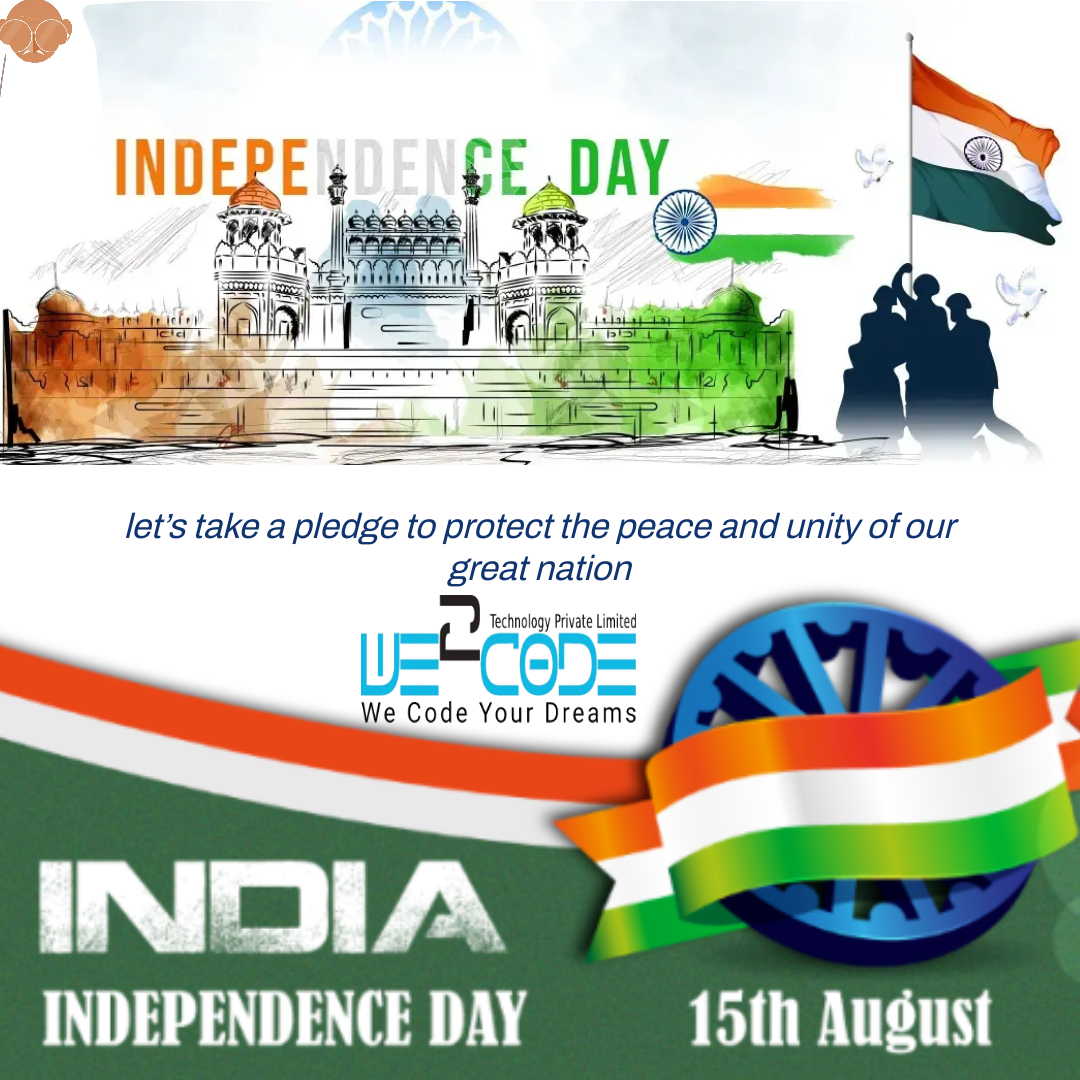 INDEPENDENCE DAY
let’s take a pledge to protect the peace and unity of our
great nation
Technology Private Limited
WE2CODE
We Code Your Dreams
INDIA
INDEPENDENCE DAY
15th August